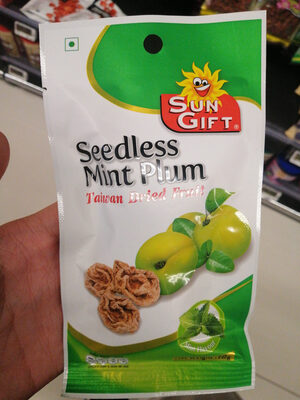 SUN
GIFT
Seedless
Mint Plum
Taiwan Dried Fruit